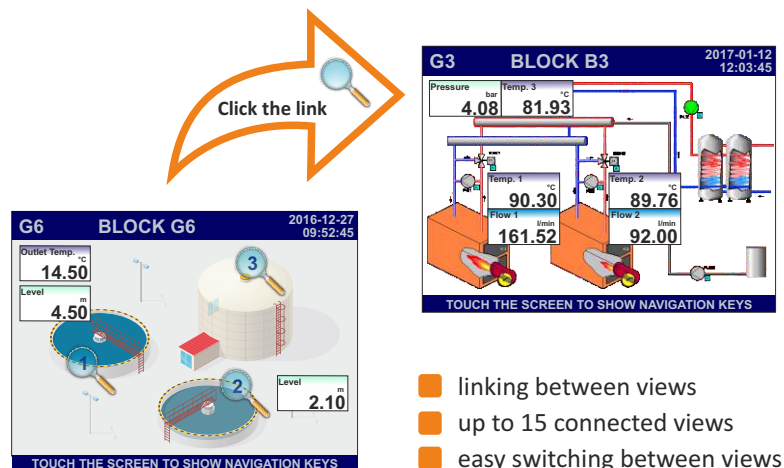 Click the link
G3 BLOCK B3 2017-01-12
12:03:45
Pressure
bar
4.08
Temp. 3
°C
81.93
Temp. 1
°C
90.30
Flow 1
l/min
161.52
Temp. 2
°C
89.76
Flow 2
l/min
92.00
TOUCH THE SCREEN TO SHOW NAVIGATION KEYS
G6 BLOCK G6 2016-12-27
09:52:45
Outlet Temp.
°C
14.50
Level
m
4.50
3
1
2
Level
m
2.10
TOUCH THE SCREEN TO SHOW NAVIGATION KEYS
linking between views
up to 15 connected views
easy switching between views